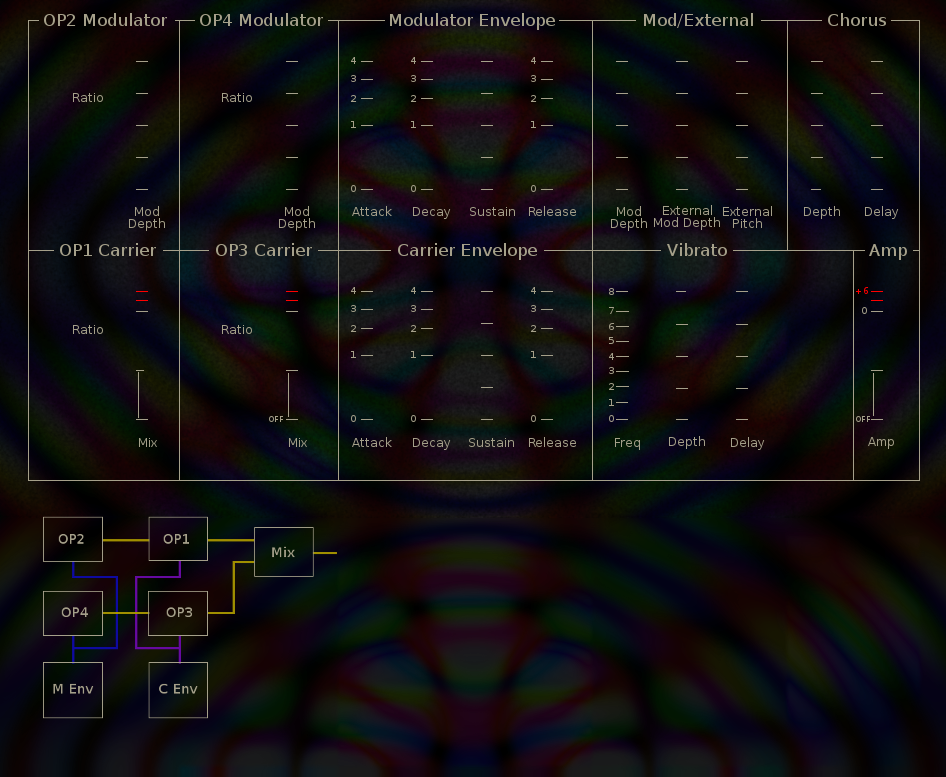 OP2 Modulator OP4 Modulator Modulator Envelope Mod/External Chorus
4 4 4
3 3 3
Ratio Ratio 2 2 2
1 1 1
0 0 0
Mod Depth Mod Depth Attack Decay Sustain Release Mod Depth External Mod Depth External Pitch Depth Delay
OP1 Carrier OP3 Carrier Carrier Envelope Vibrato Amp
4 4 4 8 +6
3 3 3 7 0
Ratio Ratio 2 2 2 6
5
1 1 1 4
3
2
1
OFF 0 0 0 0 OFF
Mix Mix Attack Decay Sustain Release Freq Depth Delay Amp
OP2 OP1 Mix
OP4 OP3
M Env C Env